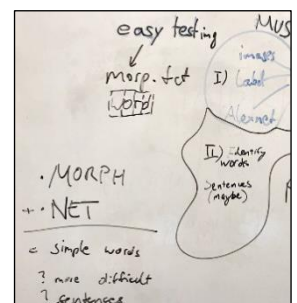 easy testing
morp. fct
word
MUS
images
I) Label
Alexnet
II) Identify
words
sentences
(maybe)
· MORPH
+ · NET
simple words
? more difficult
? sentences